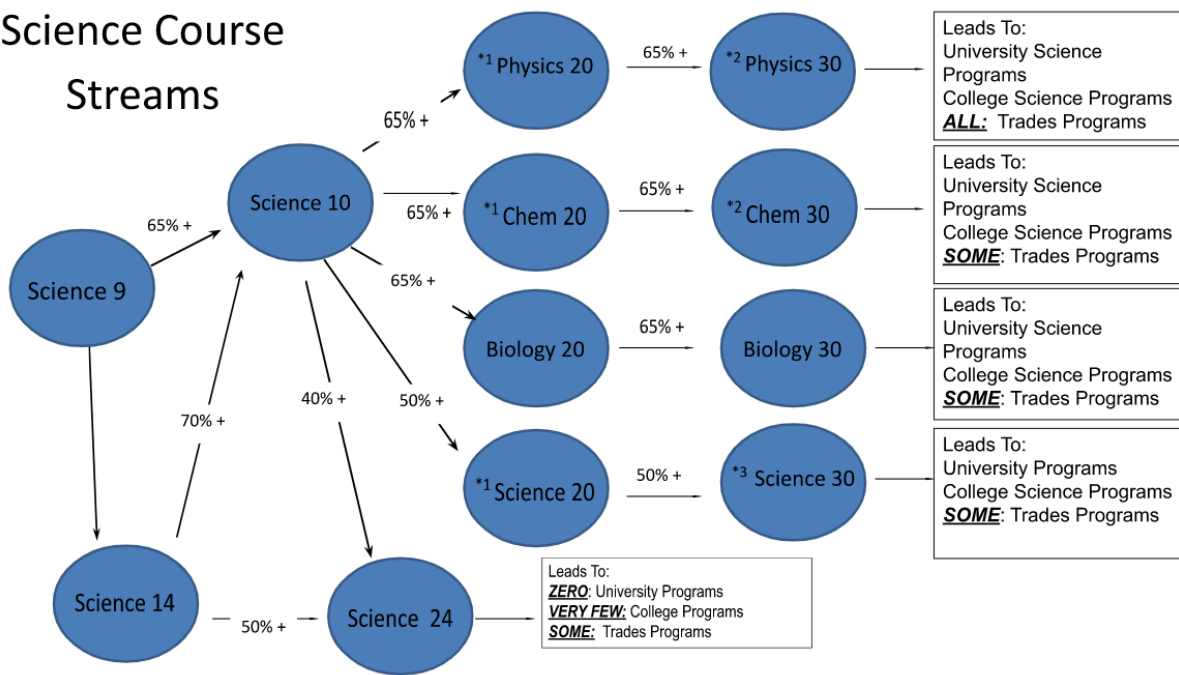 Science Course
Streams
*1 Physics 20
65% +
*2 Physics 30
Leads To:
University Science
Programs
College Science Programs
ALL: Trades Programs
65% +
Science 10
65% +
*1 Chem 20
65% +
*2 Chem 30
Leads To:
University Science
Programs
College Science Programs
SOME: Trades Programs
65% +
Science 9
65% +
Biology 20
65% +
Biology 30
Leads To:
University Science
Programs
College Science Programs
SOME: Trades Programs
70% +
40% +
50% +
*1 Science 20
50% +
*3 Science 30
Leads To:
University Programs
College Science Programs
SOME: Trades Programs
Science 14
50% +
Science 24
Leads To:
ZERO: University Programs
VERY FEW: College Programs
SOME: Trades Programs